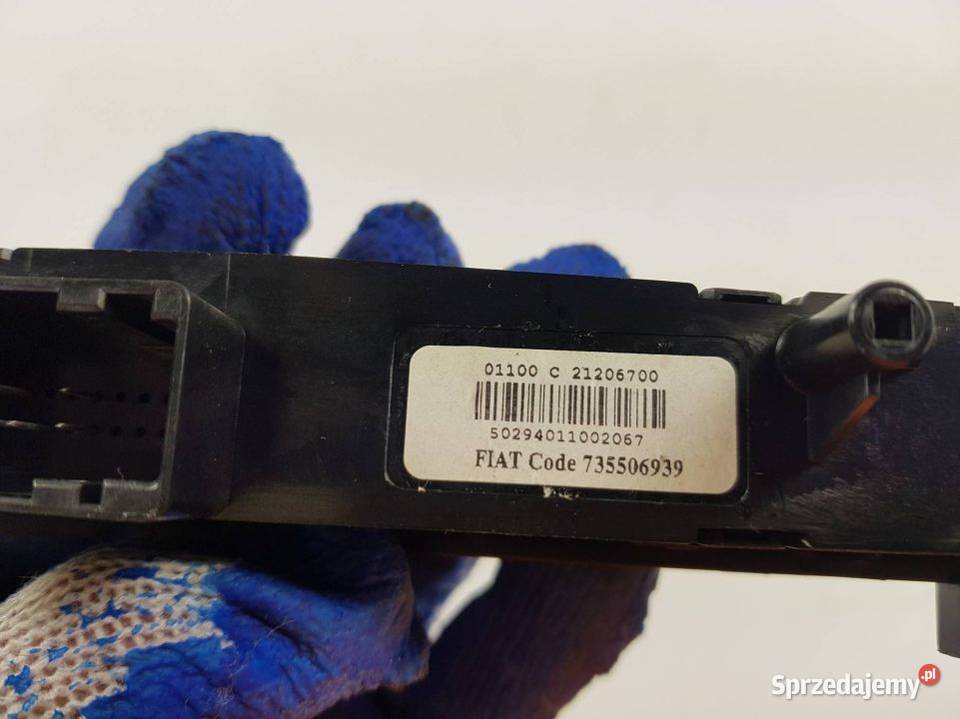 01100 C 21206700
50294011002067
FIAT Code 735506939
Sprzedajemy.pl